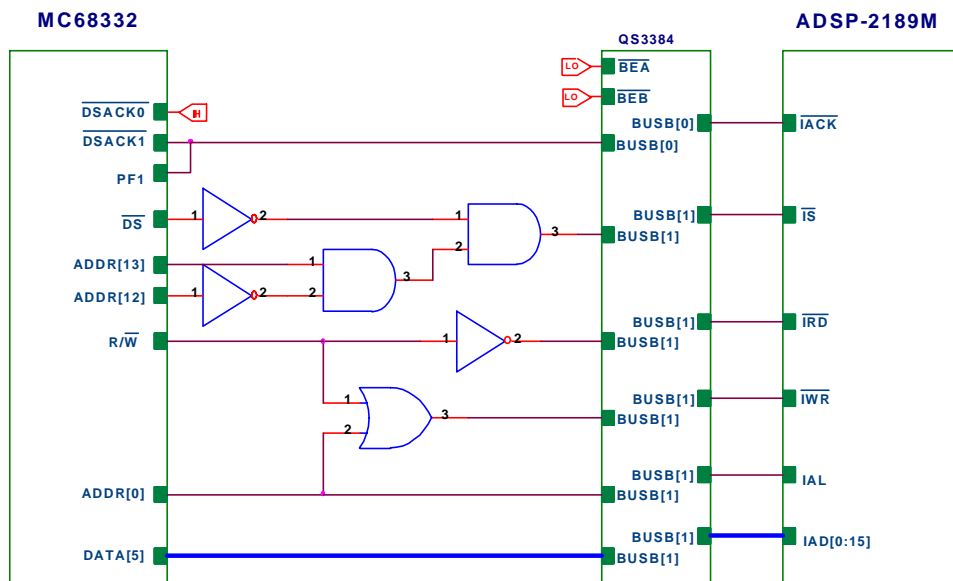 MC68332
ADSP-2189M
QS3384
LO
BEA
LO
BEB
DSACK0
H
BUSB[0]
IACK
DSACK1
BUSB[0]
PF1
DS
1
2
1
2
3
BUSB[1]
IS
BUSB[1]
ADDR[13]
1
2
3
ADDR[12]
1
2
R/W
1
2
BUSB[1]
IRD
BUSB[1]
1
2
3
BUSB[1]
IWR
BUSB[1]
ADDR[0]
BUSB[1]
IAL
BUSB[1]
DATA[5]
BUSB[1]
IAD[0:15]
BUSB[1]